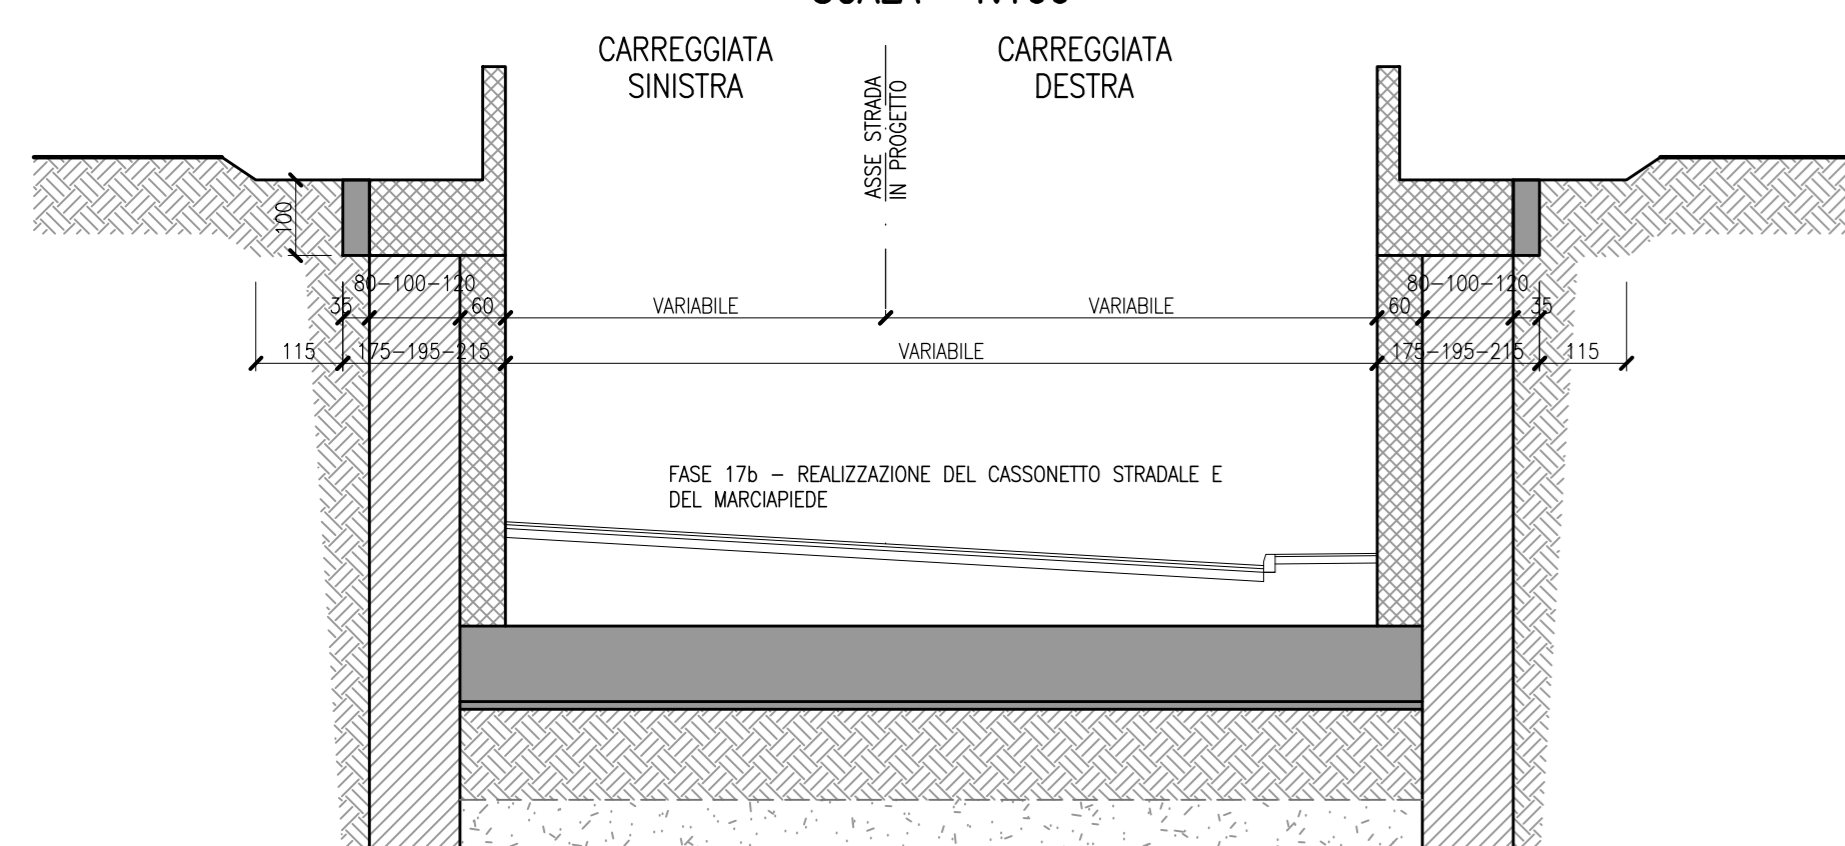 CARREGGIATA
SINISTRA
CARREGGIATA
DESTRA
ASSE STRADA
IN PROGETTO
100
80-100-120
80-100-120
35
60
VARIABILE
VARIABILE
60
35
115
175-195-215
VARIABILE
175-195-215
115
FASE 17b - REALIZZAZIONE DEL CASSONETTO STRADALE E
DEL MARCIAPIEDE